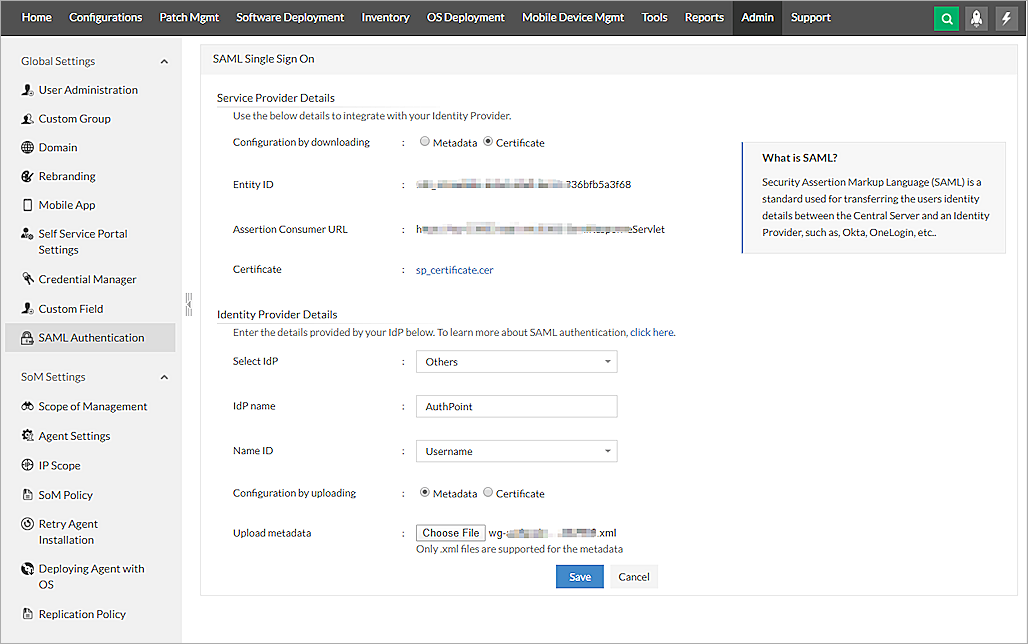 Home Configurations Patch Mgmt Software Deployment Inventory OS Deployment Mobile Device Mgmt Tools Reports Admin Support
Global Settings
User Administration
Custom Group
Domain
Rebranding
Mobile App
Self Service Portal
Settings
Credential Manager
Custom Field
SAML Authentication
SoM Settings
Scope of Management
Agent Settings
IP Scope
SoM Policy
Retry Agent
Installation
Deploying Agent with
OS
Replication Policy
SAML Single Sign On
Service Provider Details
Use the below details to integrate with your Identity Provider.
Configuration by downloading : Metadata Certificate
Entity ID : 736bfb5a3f68
Assertion Consumer URL : h eServlet
Certificate : sp_certificate.cer
What is SAML?
Security Assertion Markup Language (SAML) is a
standard used for transferring the users identity
details between the Central Server and an Identity
Provider, such as, Okta, OneLogin, etc..
Identity Provider Details
Enter the details provided by your IdP below. To learn more about SAML authentication, click here.
Select IdP : Others
IdP name : AuthPoint
Name ID : Username
Configuration by uploading : Metadata Certificate
Upload metadata : Choose File wg- .xml
Only .xml files are supported for the metadata
Save Cancel